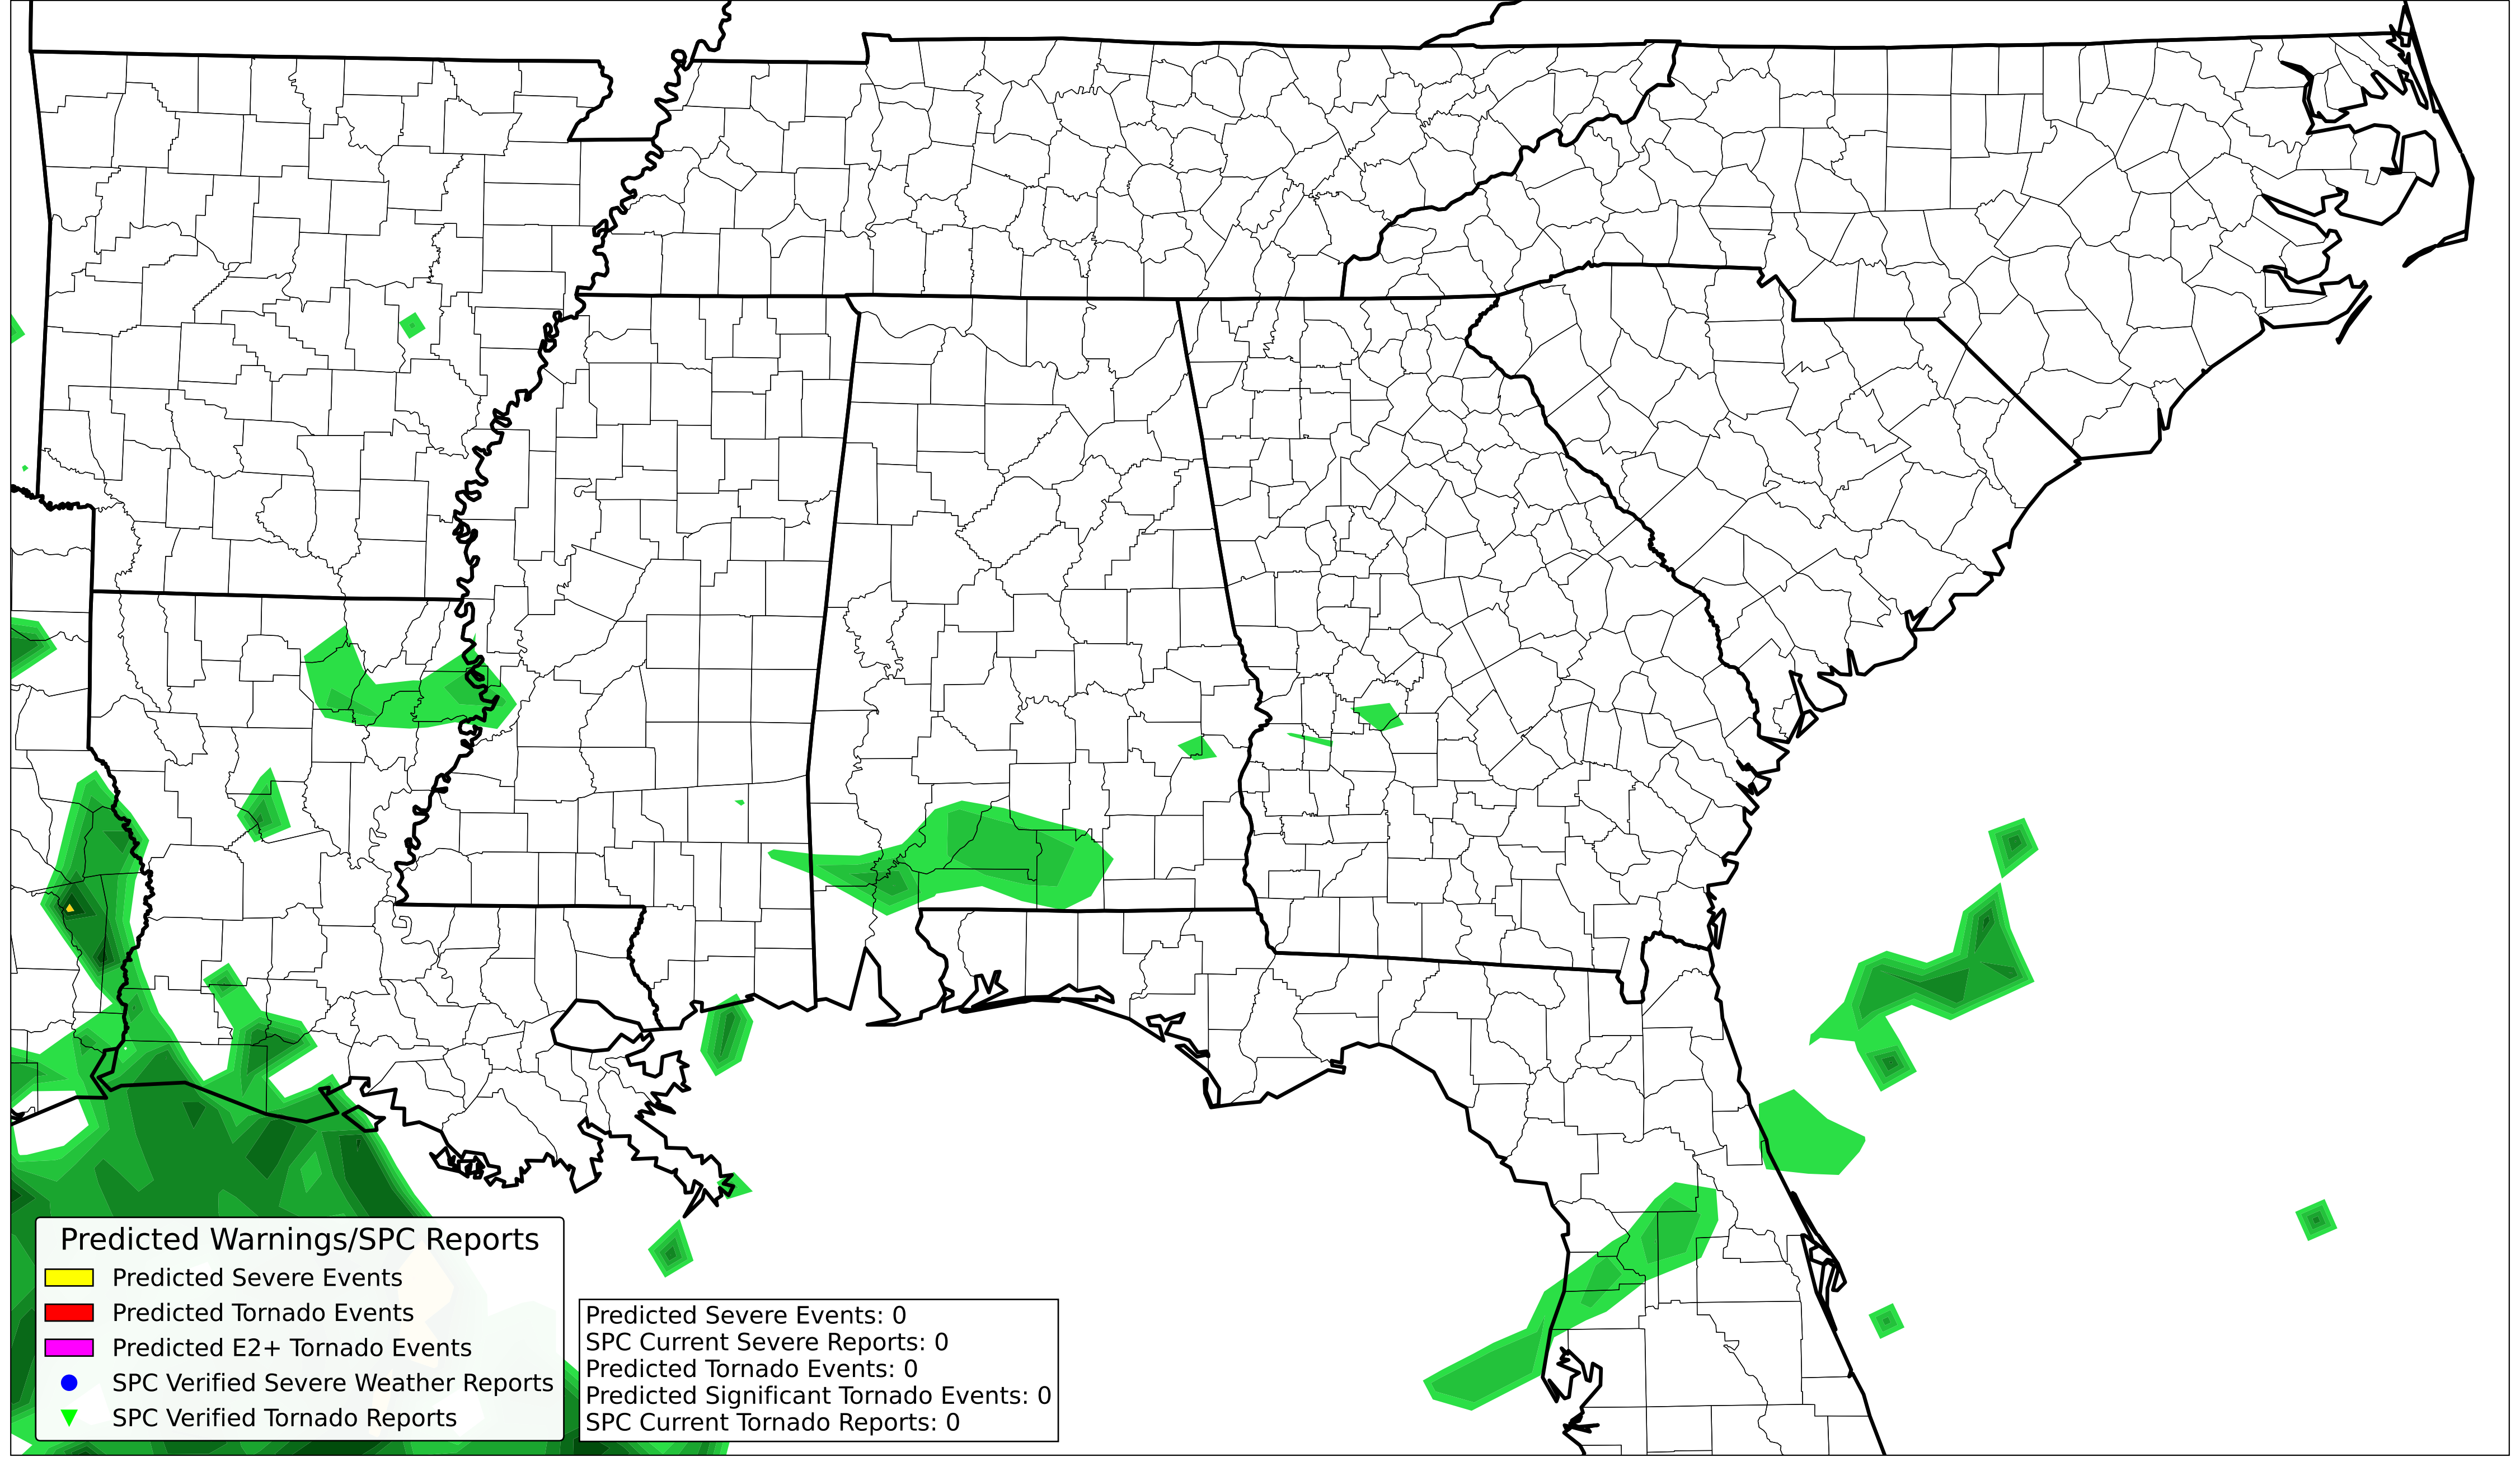 Predicted Warnings/SPC Reports
Predicted Severe Events
Predicted Tornado Events
Predicted E2+ Tornado Events
SPC Verified Severe Weather Reports
SPC Verified Tornado Reports
Predicted Severe Events: 0
SPC Current Severe Reports: 0
Predicted Tornado Events: 0
Predicted Significant Tornado Events: 0
SPC Current Tornado Reports: 0